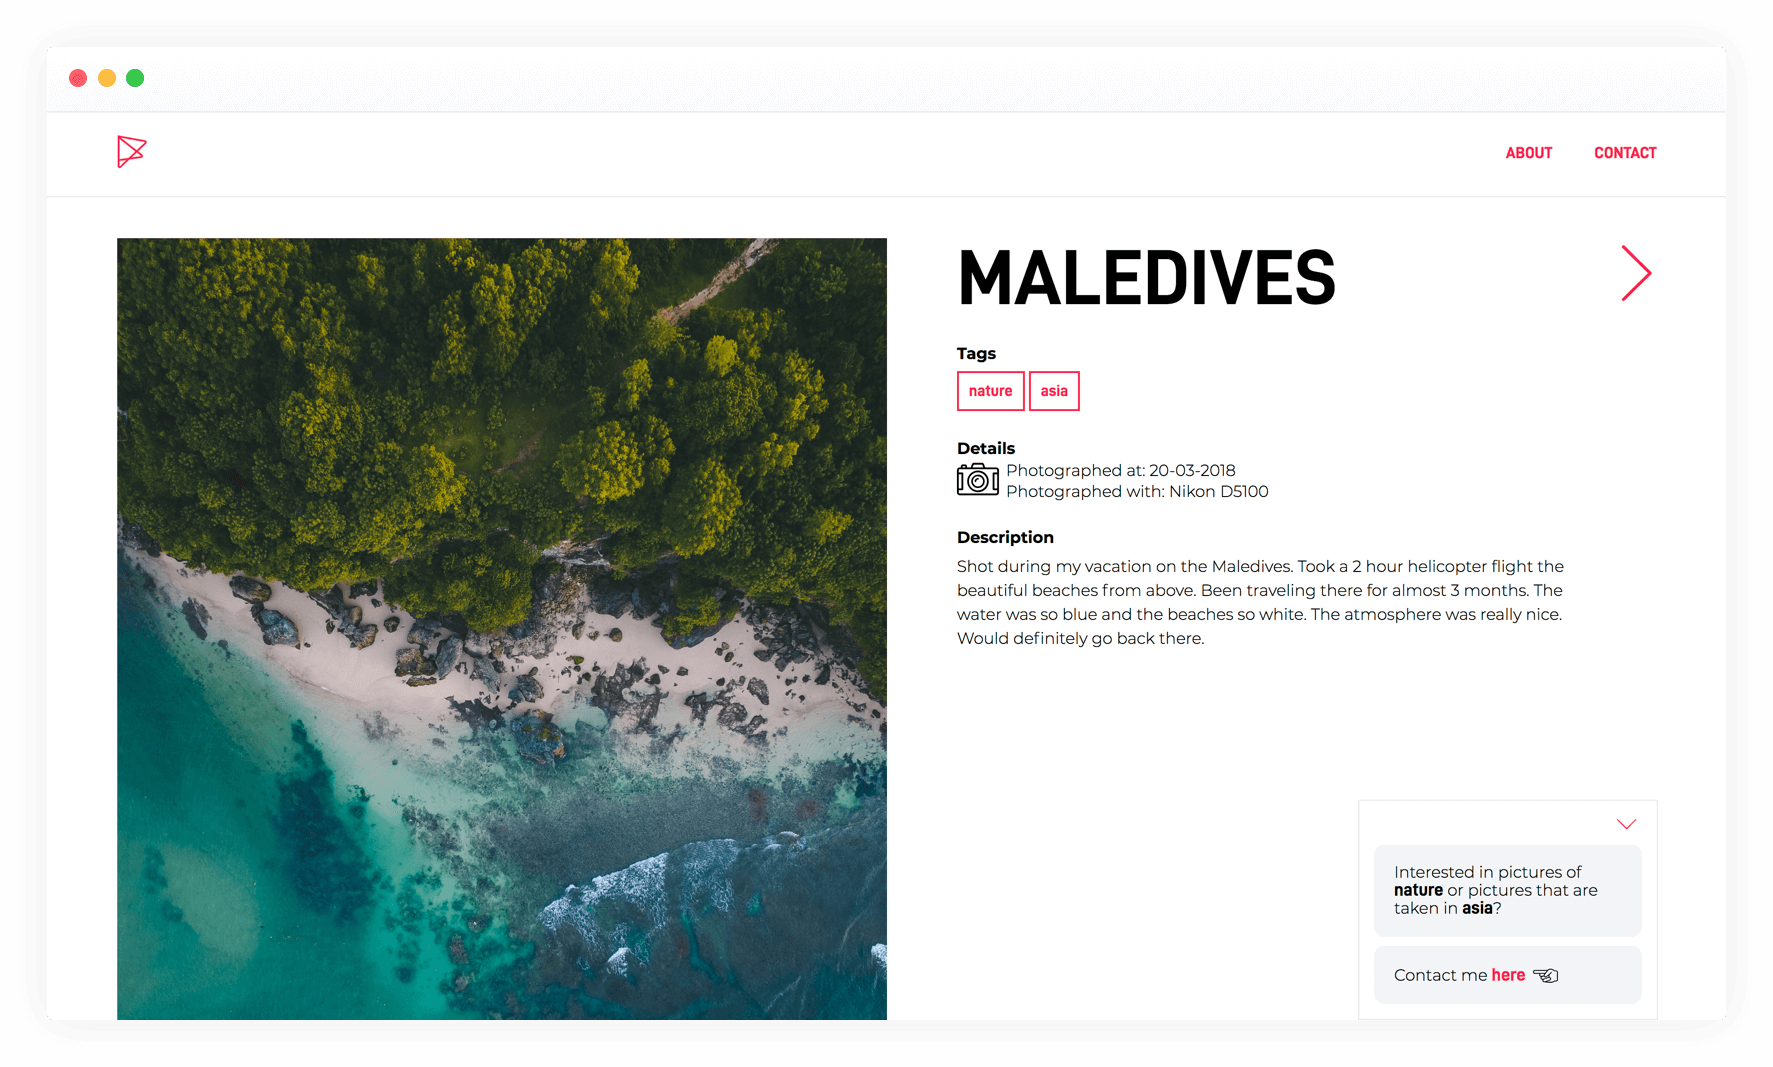 ABOUT CONTACT
MALEDIVES
Tags
nature asia
Details
Photographed at: 20-03-2018
Photographed with: Nikon D5100
Description
Shot during my vacation on the Maledives. Took a 2 hour helicopter flight the
beautiful beaches from above. Been traveling there for almost 3 months. The
water was so blue and the beaches so white. The atmosphere was really nice.
Would definitely go back there.
Interested in pictures of
nature or pictures that are
taken in asia?
Contact me here